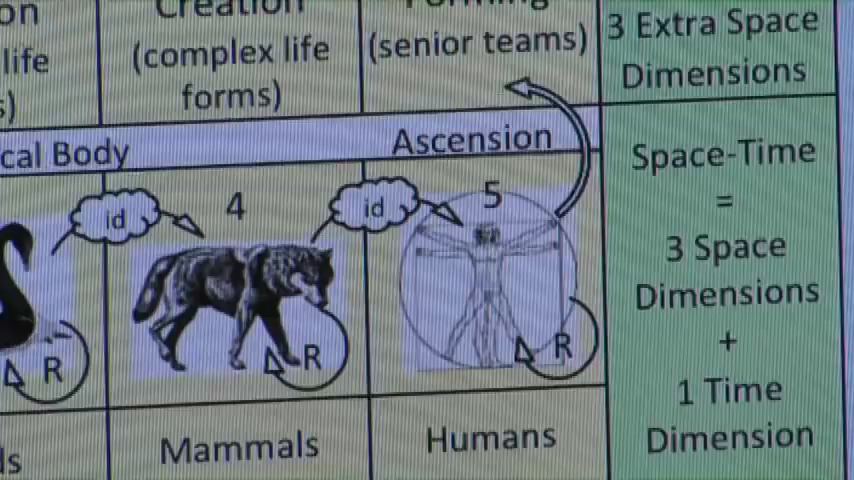 on
Creation
Forming
life
(complex life
(senior teams)
s)
forms)
3 Extra Space
Dimensions
cal Body
Ascension
id
4
id
5
R
R
R
Space-Time
=
3 Space
Dimensions
+
1 Time
Dimension
ls
Mammals
Humans